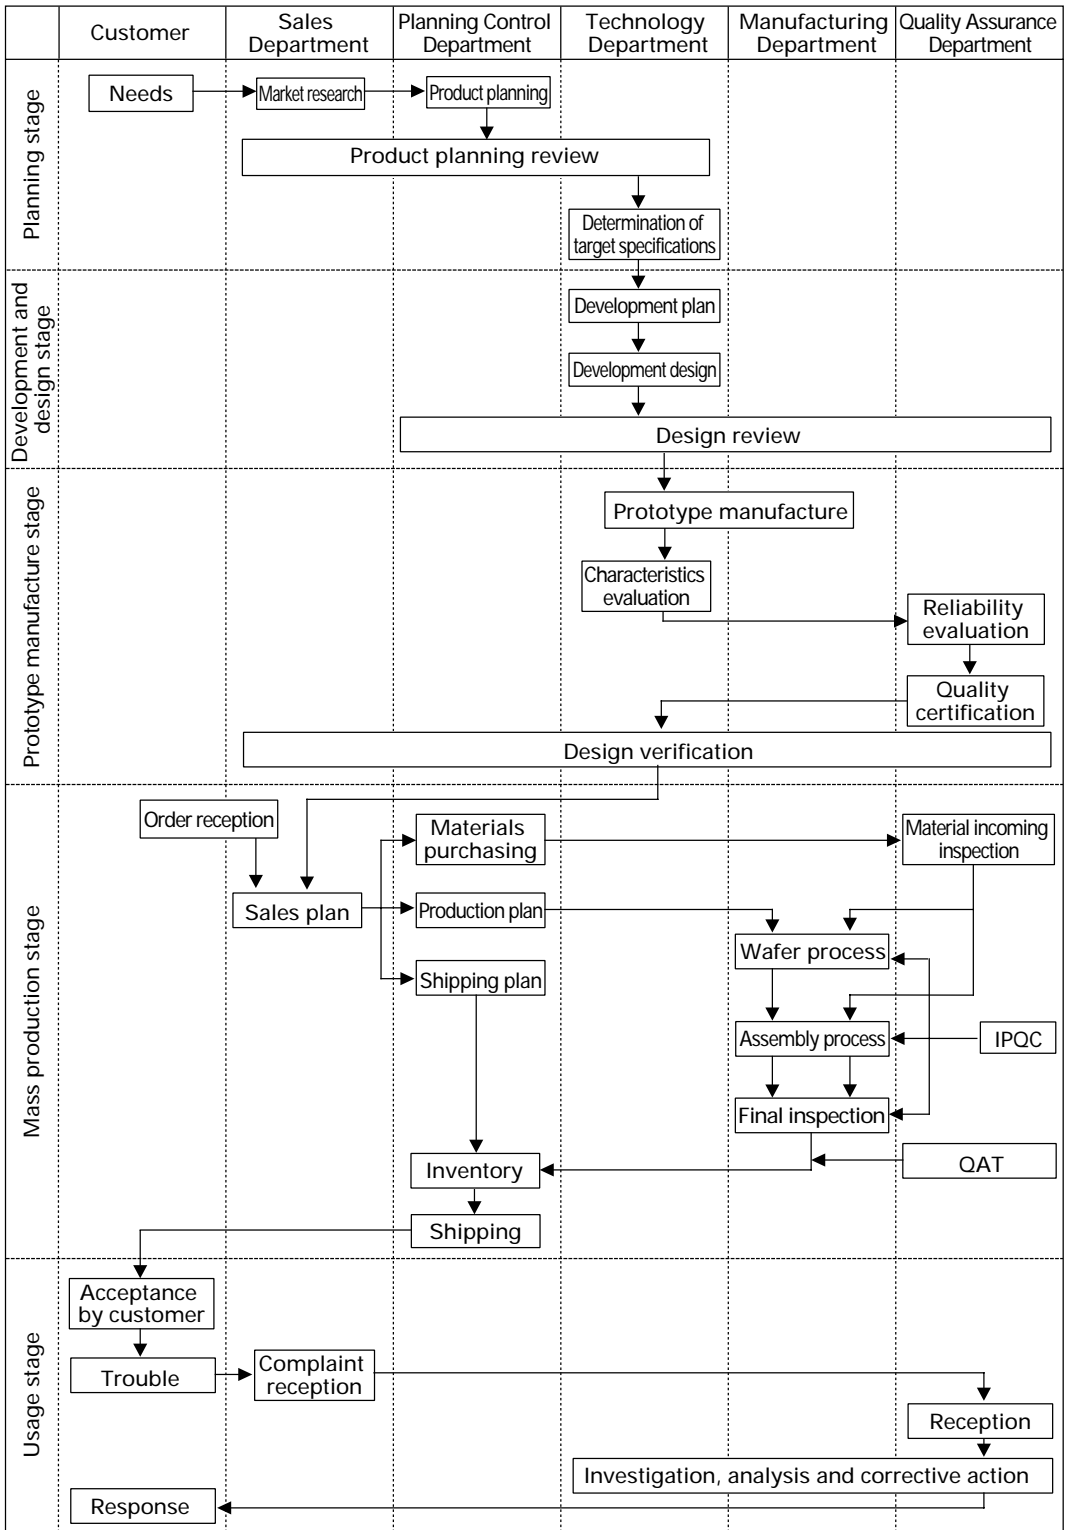 Customer
Sales
Department
Planning Control
Department
Technology
Department
Manufacturing
Department
Quality Assurance
Department
Planning stage
Needs
Market research
Product planning
Product planning review
Determination of
target specifications
Development and
design stage
Development plan
Development design
Design review
Prototype manufacture stage
Prototype manufacture
Characteristics
evaluation
Reliability
evaluation
Quality
certification
Design verification
Mass production stage
Order reception
Materials
purchasing
Material incoming
inspection
Sales plan
Production plan
Wafer process
Shipping plan
Assembly process
IPQC
Final inspection
QAT
Inventory
Shipping
Usage stage
Acceptance
by customer
Trouble
Complaint
reception
Reception
Investigation, analysis and corrective action
Response